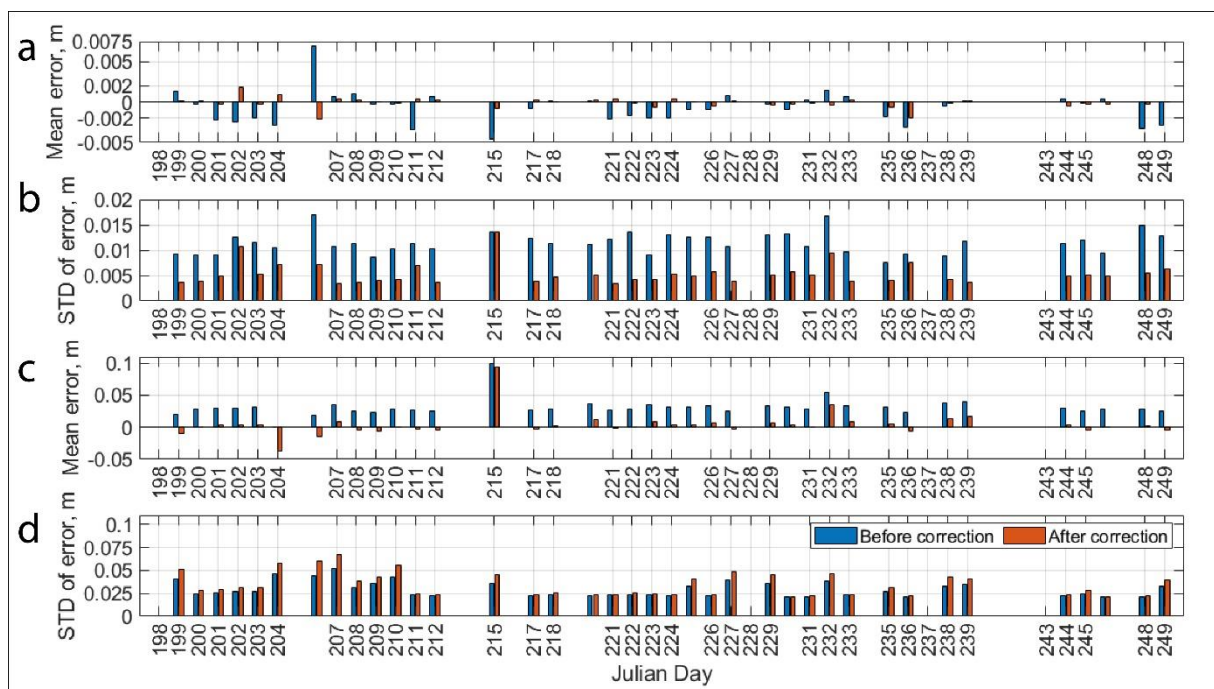 a
Mean error, m
0.0075
0.002
0
-0.002
-0.005
198 199 200 201 202 203 204 207 208 209 210 211 212 215 217 218 221 222 223 224 226 227 228 229 231 232 233 235 236 237 238 239 243 244 245 248 249
b
STD of error, m
0.02
0.015
0.01
0.005
0
198 199 200 201 202 203 204 207 208 209 210 211 212 215 217 218 221 222 223 224 226 227 228 229 231 232 233 235 236 237 238 239 243 244 245 248 249
c
Mean error, m
0.1
0.05
0
-0.05
198 199 200 201 202 203 204 207 208 209 210 211 212 215 217 218 221 222 223 224 226 227 228 229 231 232 233 235 236 237 238 239 243 244 245 248 249
d
STD of error, m
0.1
0.075
0.05
0.025
0
Before correction After correction
198 199 200 201 202 203 204 207 208 209 210 211 212 215 217 218 221 222 223 224 226 227 228 229 231 232 233 235 236 237 238 239 243 244 245 248 249
Julian Day